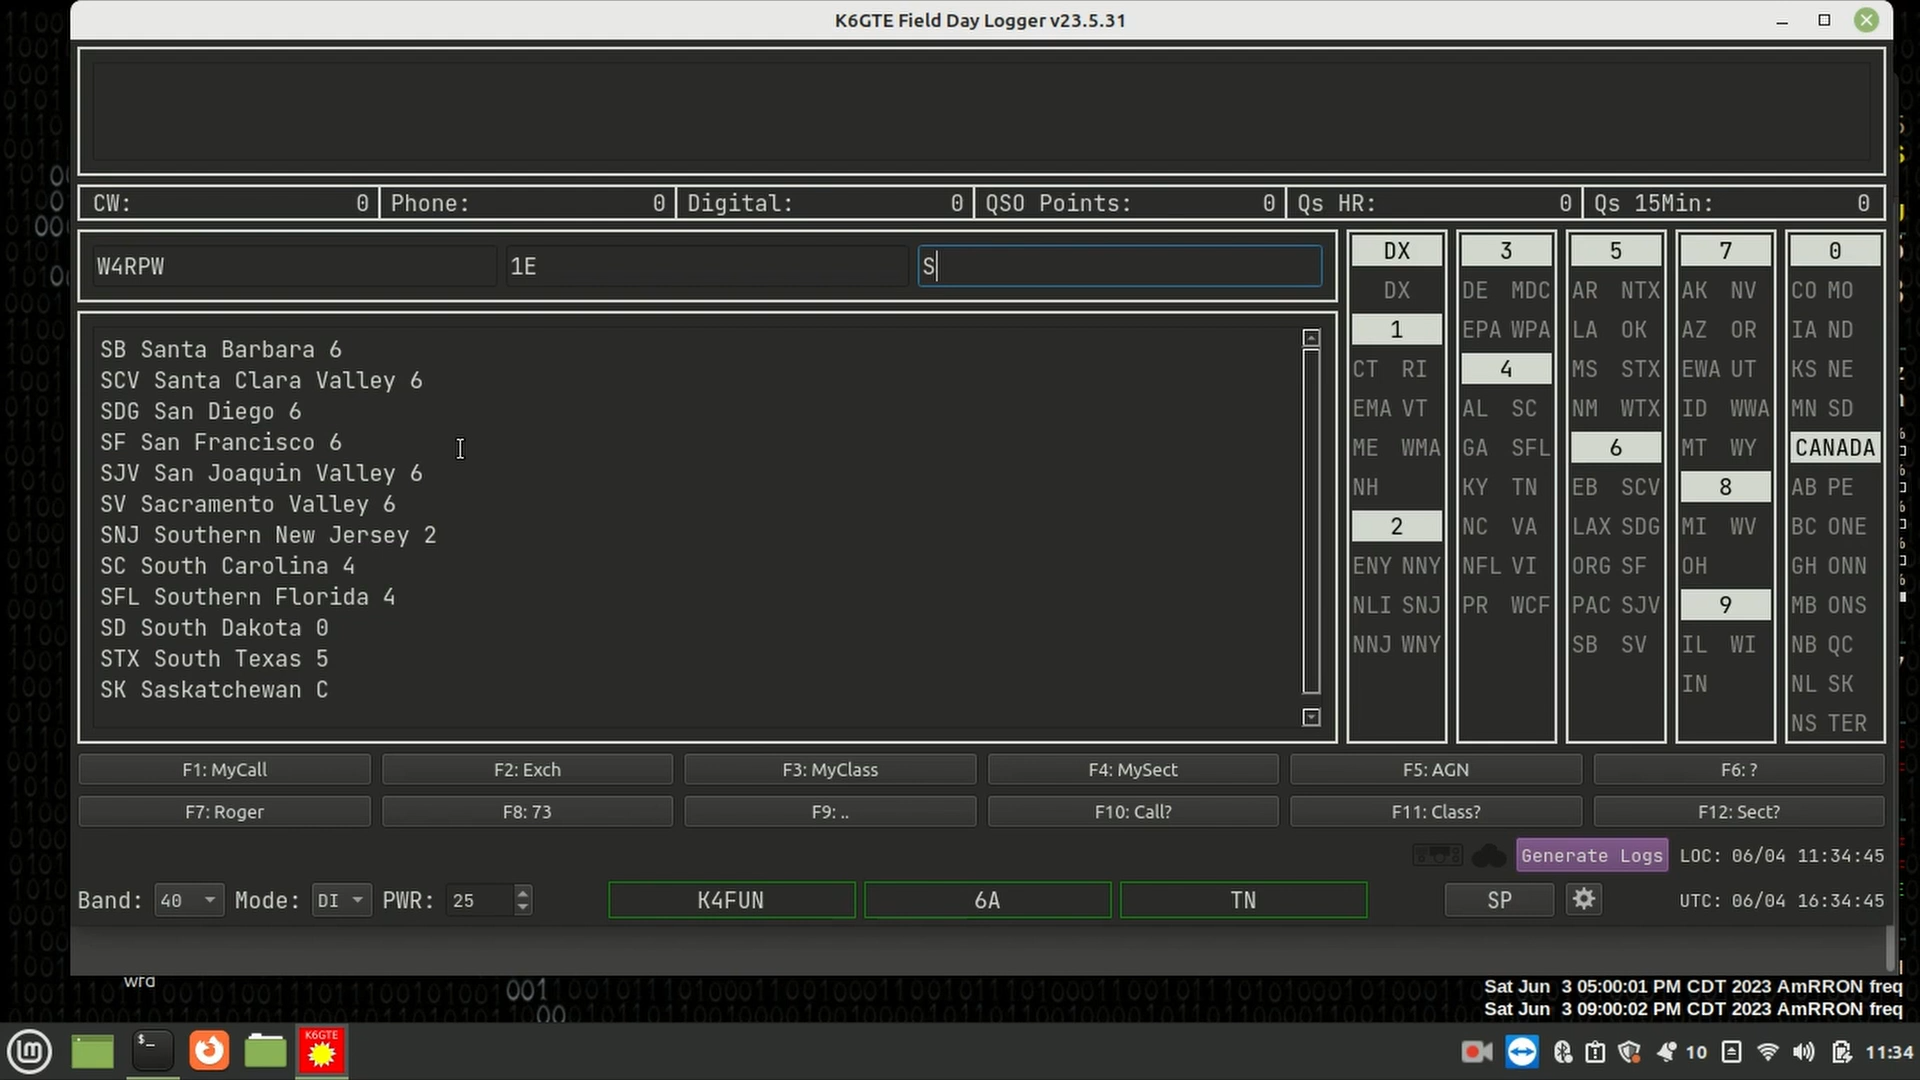 K6GTE Field Day Logger v23.5.31
CW: 0 Phone: 0 Digital: 0 QSO Points: 0 Qs HR: 0 Qs 15Min: 0
W4RPW 1E S
SB Santa Barbara 6
SCV Santa Clara Valley 6
SDG San Diego 6
SF San Francisco 6
SJV San Joaquin Valley 6
SV Sacramento Valley 6
SNJ Southern New Jersey 2
SC South Carolina 4
SFL Southern Florida 4
SD South Dakota 0
STX South Texas 5
SK Saskatchewan C
DX
DX
1
CT RI
EMA VT
ME WMA
NH
2
ENY NNY
NLI SNJ
NNJ WNY
3
DE MDC
EPA WPA
4
AL SC
GA SFL
KY TN
NC VA
NFL VI
PR WCF
5
AR NTX
LA OK
MS STX
NM WTX
6
EB SCV
LAX SDG
ORG SF
PAC SJV
SB SV
7
AK NV
AZ OR
EWA UT
ID WWA
MT WY
8
MI WV
OH
9
IL WI
IN
0
CO MO
IA ND
KS NE
MN SD
CANADA
AB PE
BC ONE
GH ONN
MB ONS
NB QC
NL SK
NS TER
F1: MyCall F2: Exch F3: MyClass F4: MySect F5: AGN F6: ?
F7: Roger F8: 73 F9: .. F10: Call? F11: Class? F12: Sect?
Generate Logs LOC: 06/04 11:34:45
Band: 40 Mode: DI PWR: 25 K4FUN 6A TN SP UTC: 06/04 16:34:45
wrd
Sat Jun 3 05:00:01 PM CDT 2023 AmRRON freq
Sat Jun 3 09:00:02 PM CDT 2023 AmRRON freq
K6GTE
10 11:34